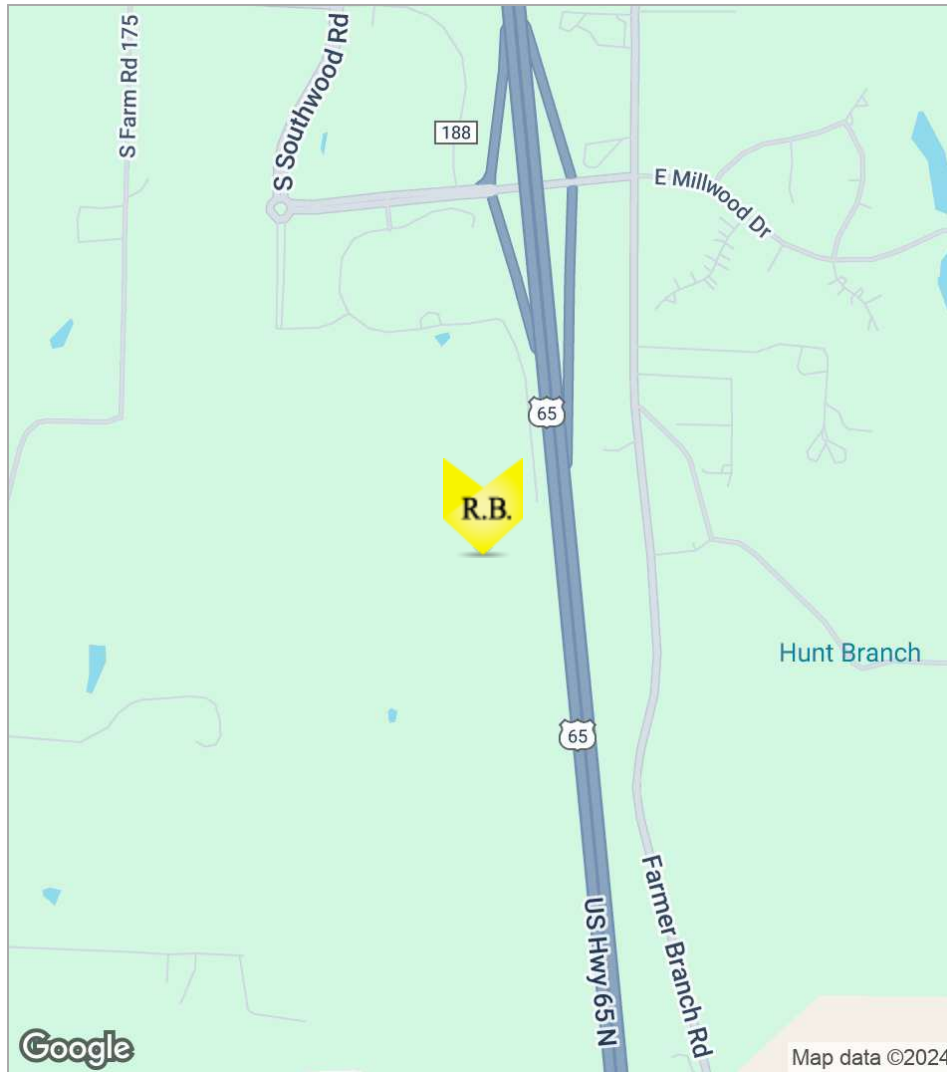 S Farm Rd 175
S Southwood Rd
188
E Millwood Dr
65
R.B.
Hunt Branch
65
US Hwy 65 N
Farmer Branch Rd
Google
Map data ©2024